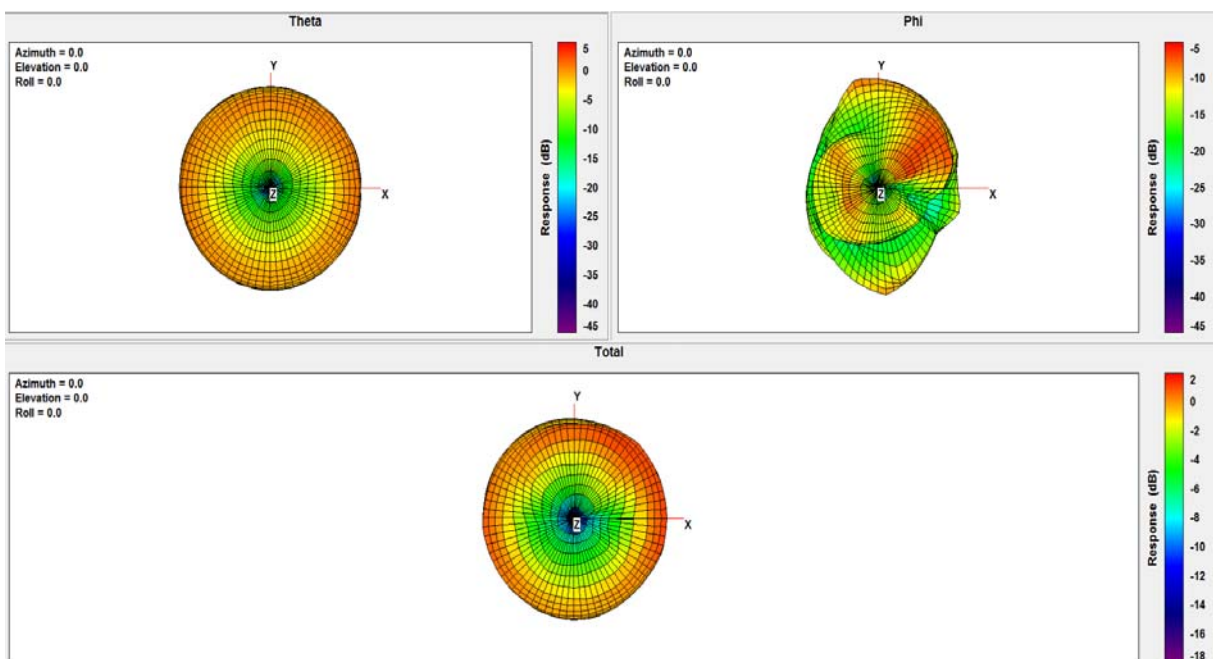 Theta
Azimuth = 0.0
Elevation = 0.0
Roll = 0.0
Y
X
Z
Response (dB)
5
0
-5
-10
-15
-20
-25
-30
-35
-40
-45
Phi
Azimuth = 0.0
Elevation = 0.0
Roll = 0.0
Y
X
Z
Response (dB)
-5
-10
-15
-20
-25
-30
-35
-40
-45
Total
Azimuth = 0.0
Elevation = 0.0
Roll = 0.0
Y
X
Z
Response (dB)
2
0
-2
-4
-6
-8
-10
-12
-14
-16
-18